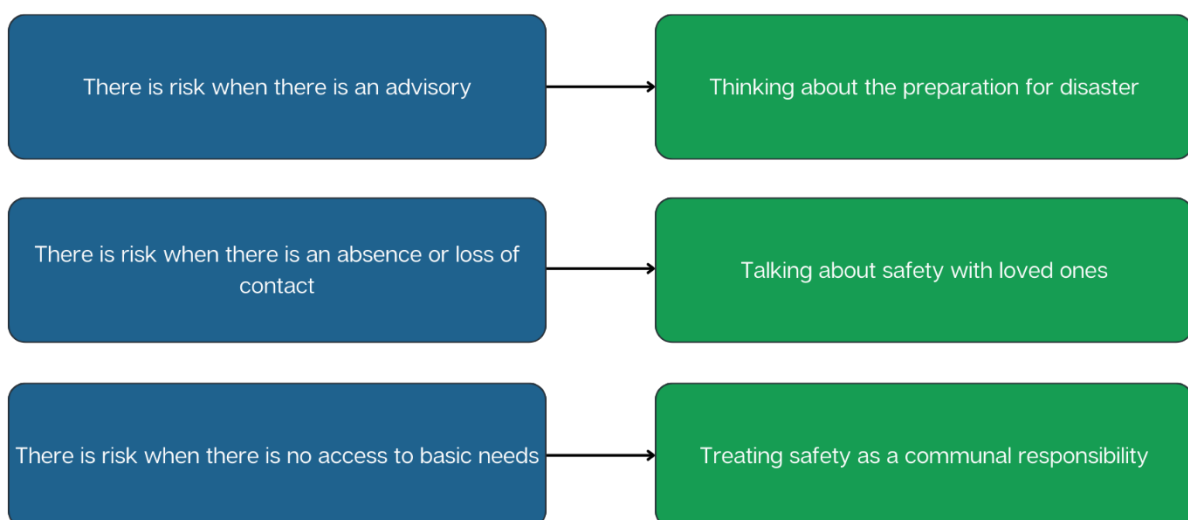 There is risk when there is an advisory
Thinking about the preparation for disaster
There is risk when there is an absence or loss of
contact
Talking about safety with loved ones
There is risk when there is no access to basic needs
Treating safety as a communal responsibility